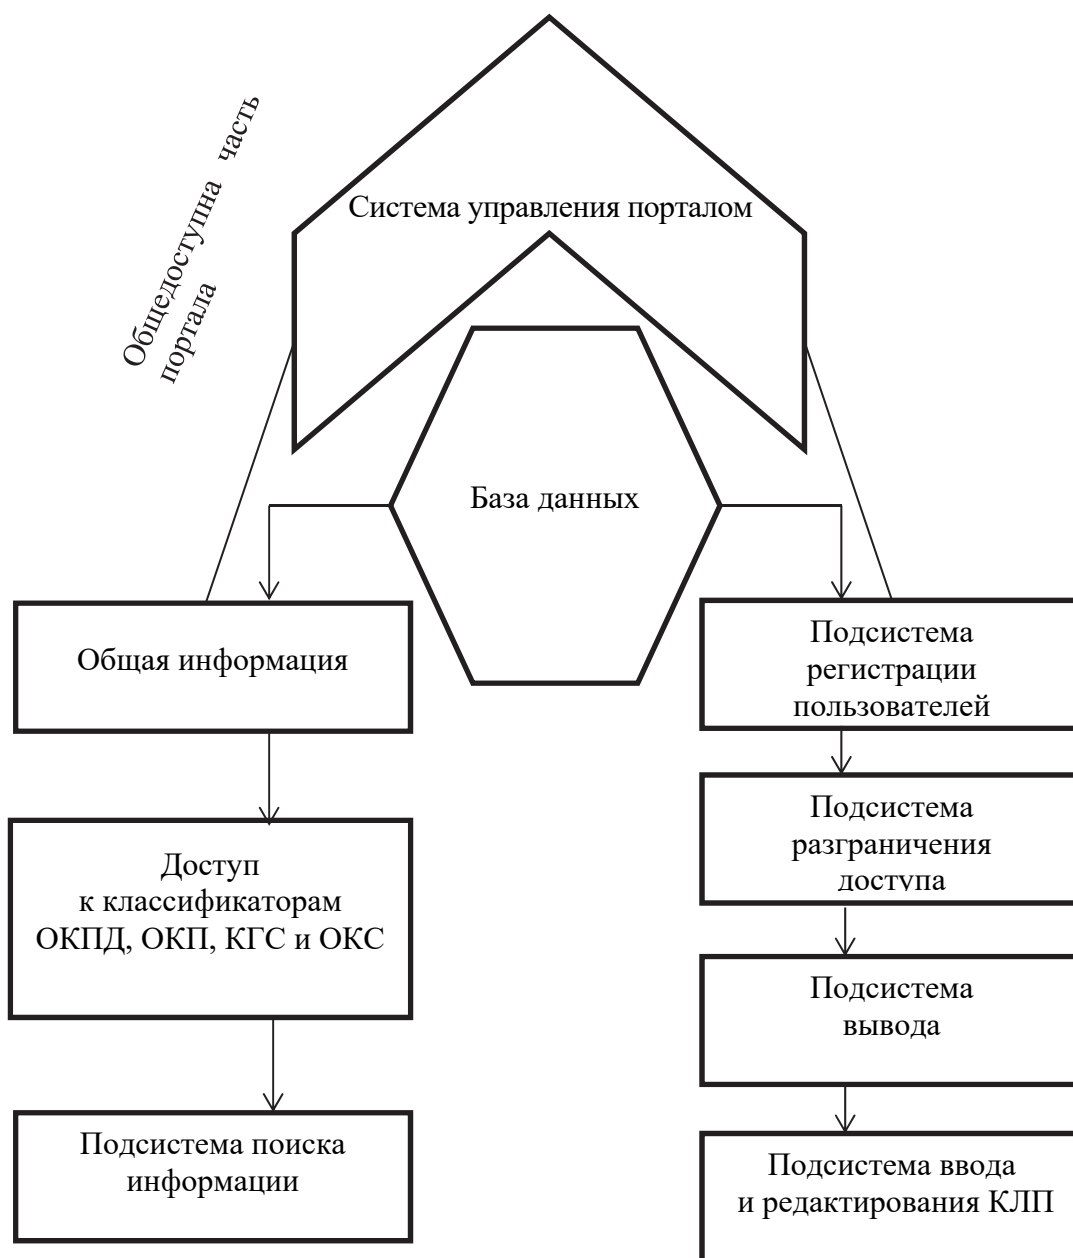 Общедоступна часть
портала
Система управления порталом
База данных
Общая информация
Доступ
к классификаторам
ОКПД, ОКП, КГС и ОКС
Подсистема поиска
информации
Подсистема
регистрации
пользователей
Подсистема
разграничения
доступа
Подсистема
вывода
Подсистема ввода
и редактирования КЛП